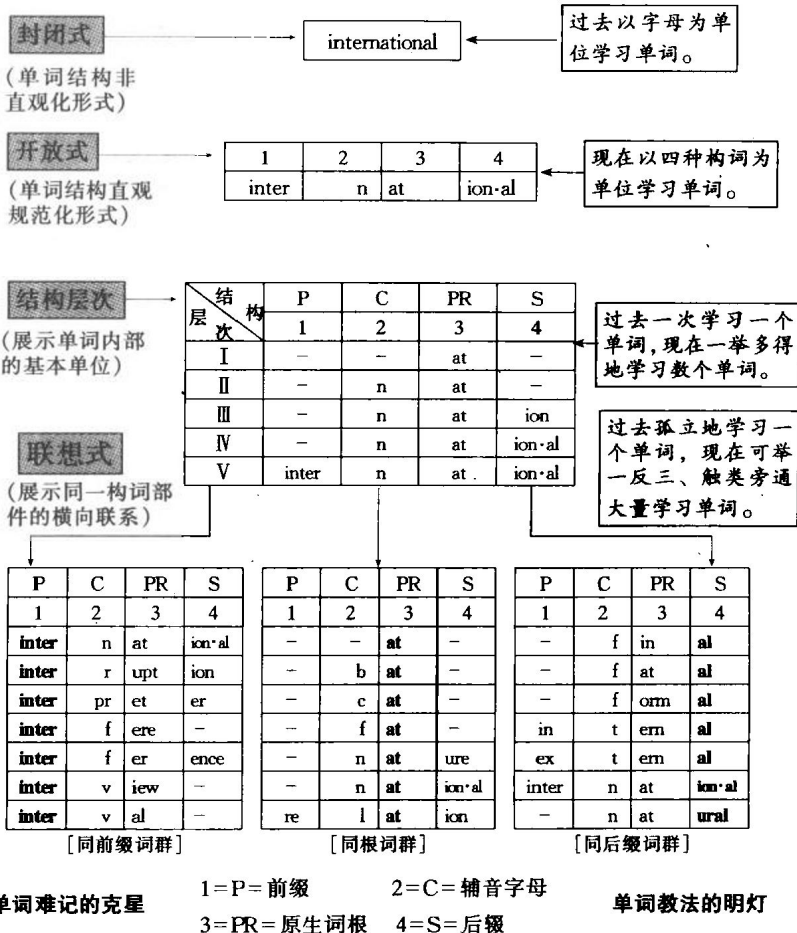 封闭式
(单词结构非
直观化形式)
international
过去以字母为单
位学习单词。
开放式
(单词结构直观
规范化形式)
1 2 3 4
inter n at ion·al
现在以四种构词为
单位学习单词。
结构层次
(展示单词内部
的基本单位)
结构 层次 P C PR S
1 2 3 4
Ⅰ - - at -
Ⅱ - n at -
Ⅲ - n at ion
Ⅳ - n at ion·al
Ⅴ inter n at ion·al
过去一次学习一个
单词,现在一举多得
地学习数个单词。
联想式
(展示同一构词部
件的横向联系)
过去孤立地学习一
个单词，现在可举
一反三、触类旁通
大量学习单词。
P C PR S
1 2 3 4
inter n at ion·al
inter r upt ion
inter pr et er
inter f ere -
inter f er ence
inter v iew -
inter v al -
[同前缀词群]
P C PR S
1 2 3 4
- - at -
- b at -
- c at -
- f at -
- n at ure
- n at ion·al
re l at ion
[同根词群]
P C PR S
1 2 3 4
- f in al
- f at al
- f orm al
in t ern al
ex t ern al
inter n at ion·al
- n at ural
[同后缀词群]
单词难记的克星
1=P=前缀 2=C=辅音字母
3=PR=原生词根 4=S=后缀
单词教法的明灯